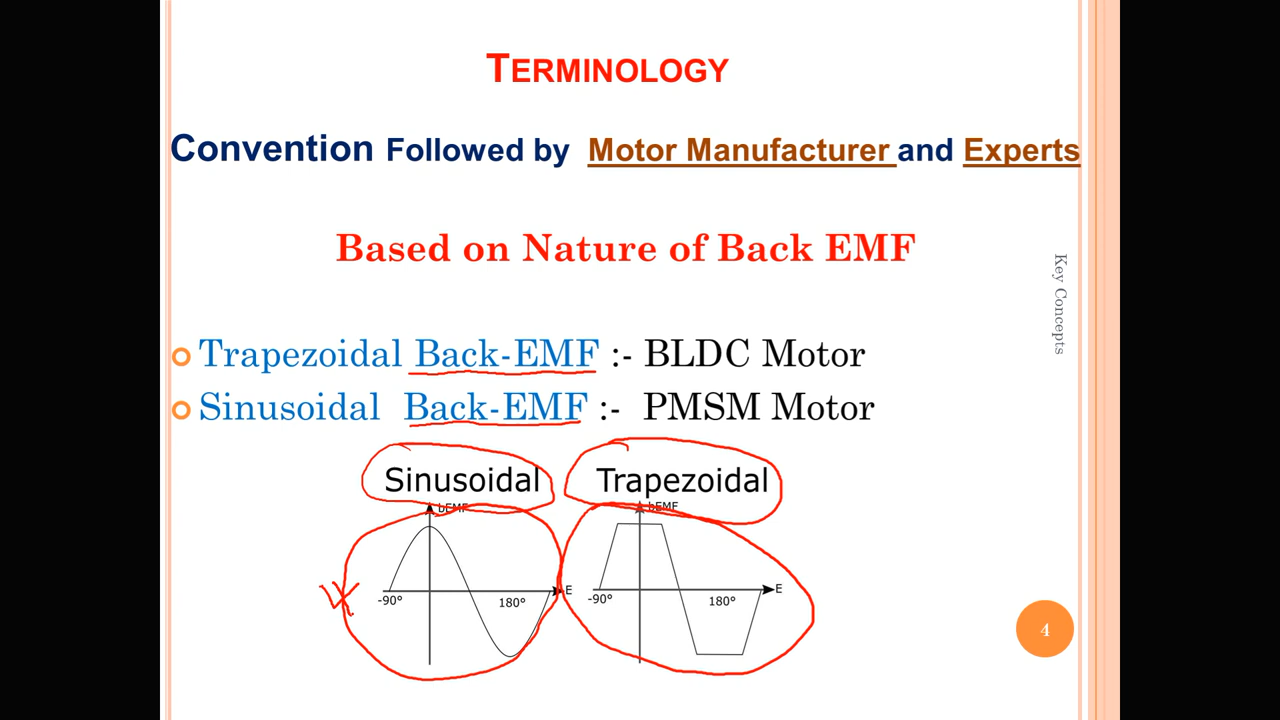 TERMINOLOGY
Convention Followed by Motor Manufacturer and Experts
Based on Nature of Back EMF
Key Concepts
Trapezoidal Back-EMF :- BLDC Motor
Sinusoidal Back-EMF :- PMSM Motor
Sinusoidal Trapezoidal
bEMF bEMF
E E
-90° 180° -90° 180°
4